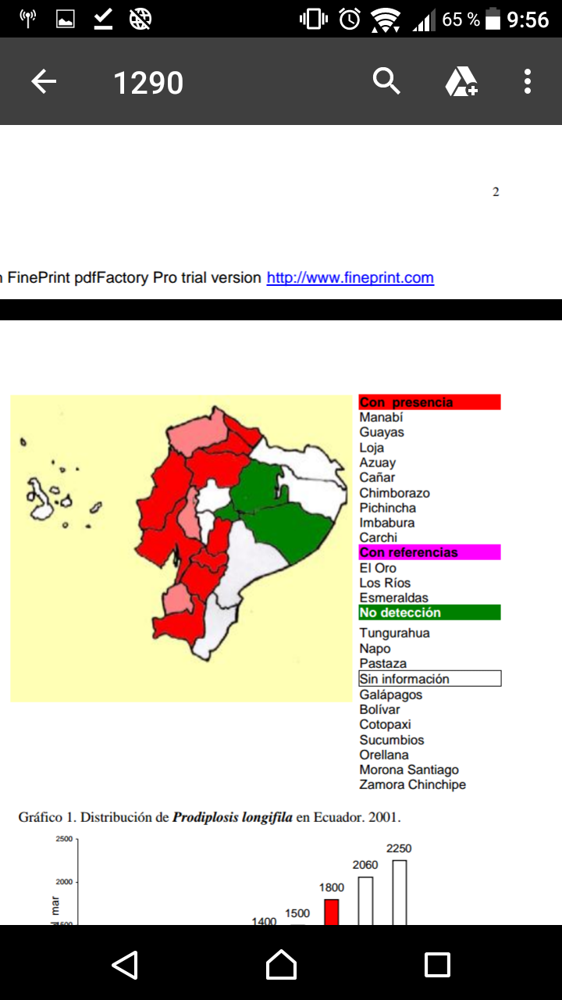 65 %
9:56
1290
2
FinePrint pdfFactory Pro trial version http://www.fineprint.com
Con presencia
Manabí
Guayas
Loja
Azuay
Cañar
Chimborazo
Pichincha
Imbabura
Carchi
Con referencias
El Oro
Los Ríos
Esmeraldas
No detección
Tungurahua
Napo
Pastaza
Sin información
Galápagos
Bolívar
Cotopaxi
Sucumbios
Orellana
Morona Santiago
Zamora Chinchipe
Gráfico 1. Distribución de Prodiplosis longifila en Ecuador. 2001.
2500
2250
2060
2000
1800
1500
1400
mar